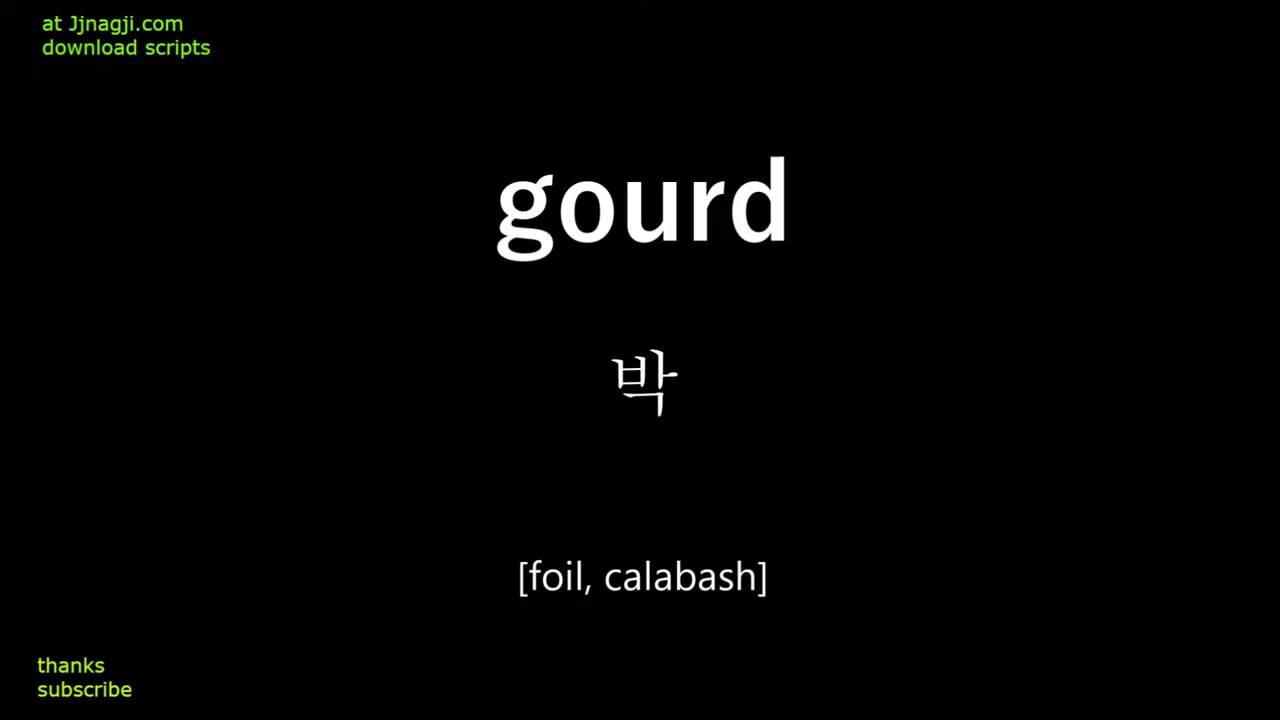 at Jjnagji.com
download scripts
gourd
박
[foil, calabash]
thanks
subscribe